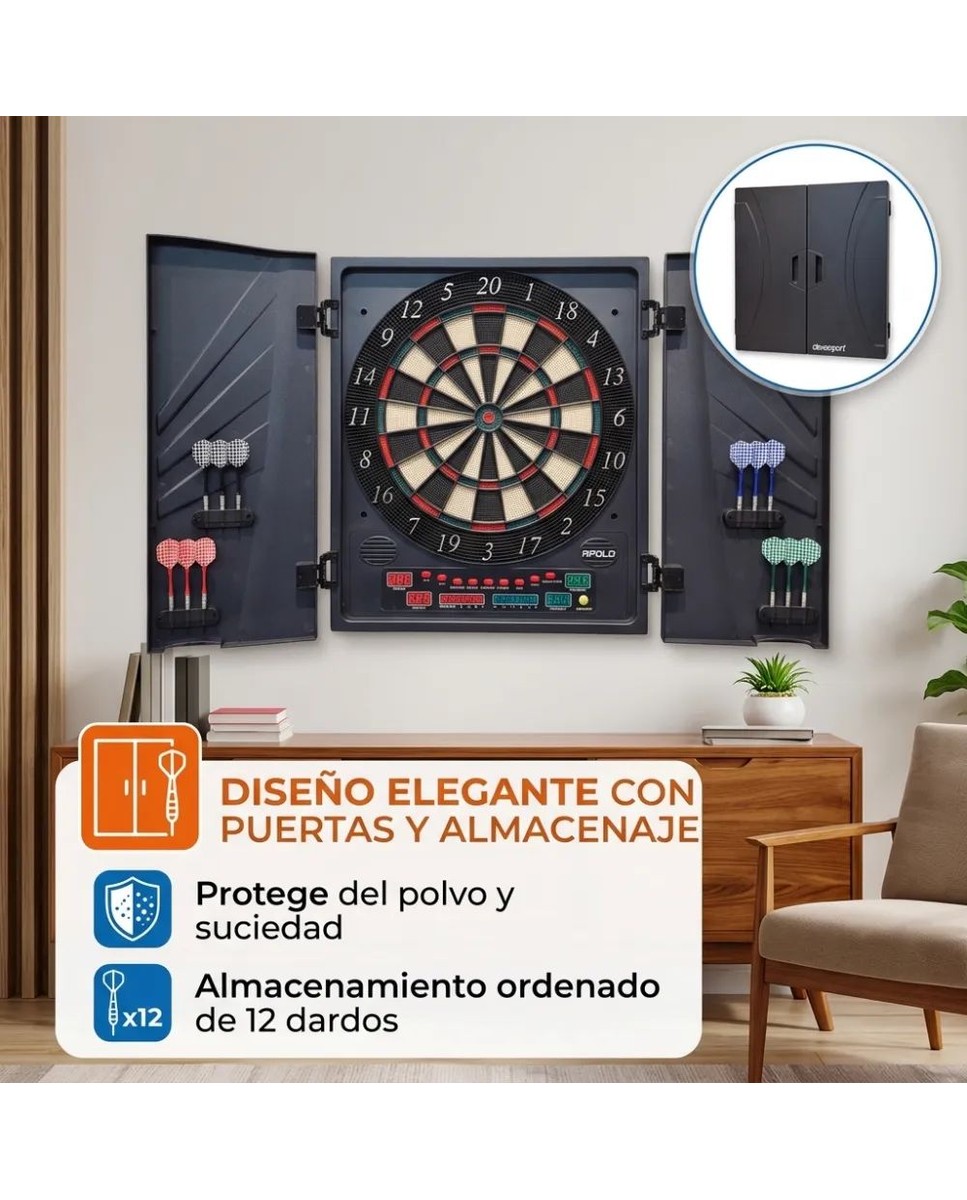 5 20 1
12 18
9 4
14 13
11 6
8 10
16 15
7 2
19 3 17
APOLO
devessport
DISEÑO ELEGANTE CON
PUERTAS Y ALMACENAJE
Protege del polvo y
suciedad
x12
Almacenamiento ordenado
de 12 dardos